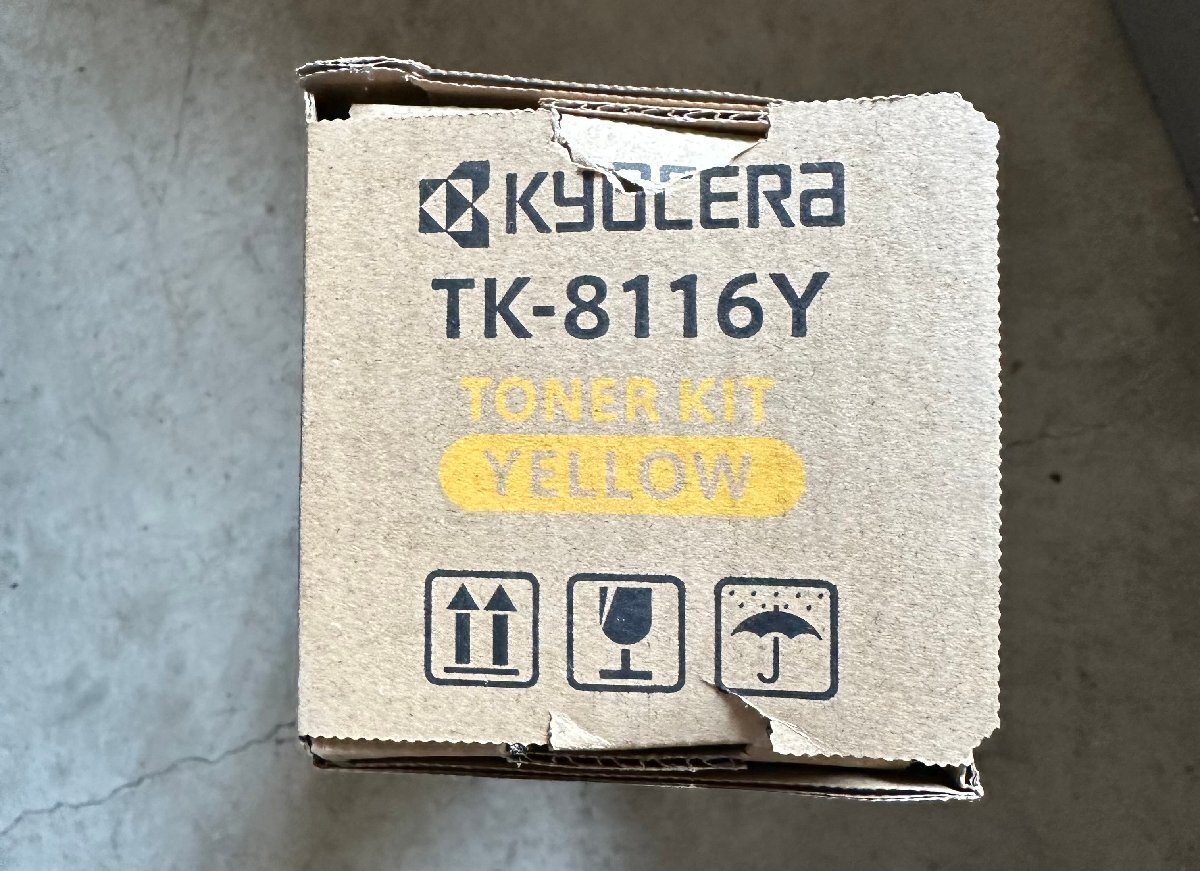 KYOCERA
TK-8116Y
TONER KIT
YELLOW